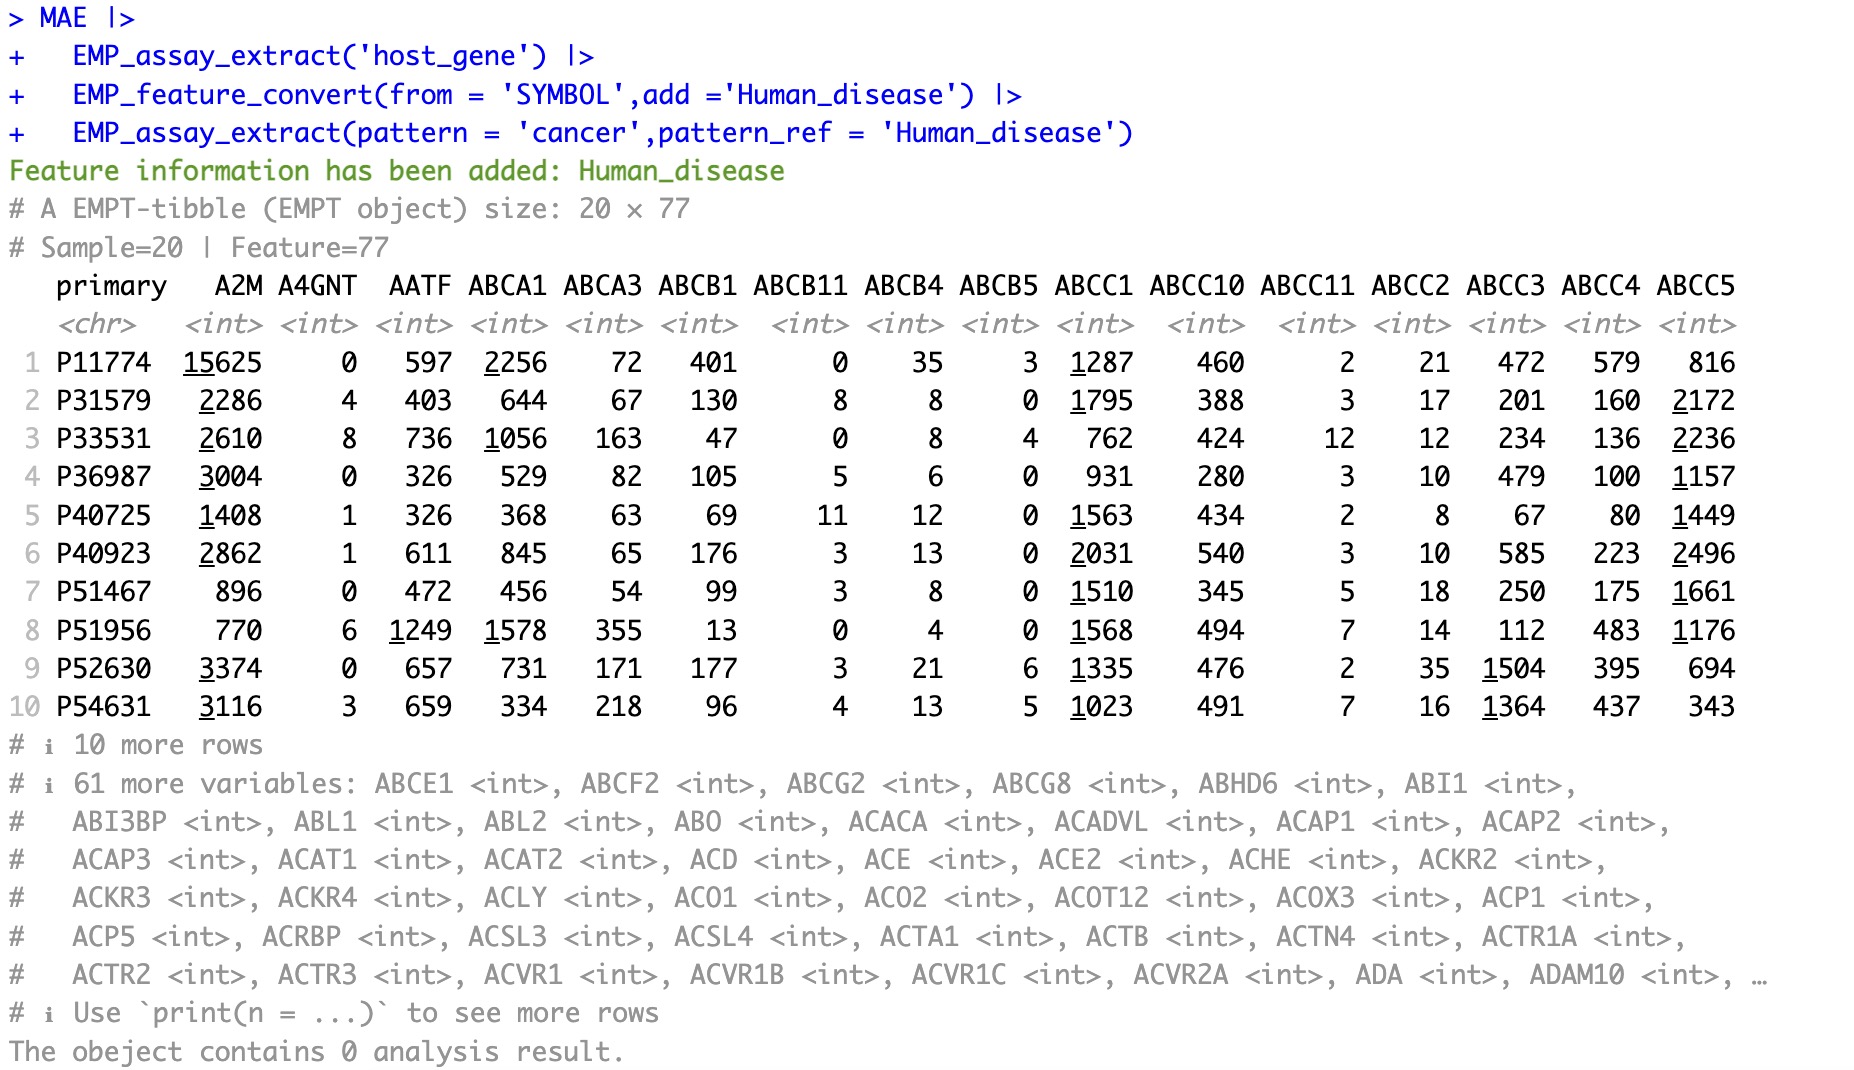 > MAE |>
+   EMP_assay_extract('host_gene') |>
+   EMP_feature_convert(from = 'SYMBOL',add ='Human_disease') |>
+   EMP_assay_extract(pattern = 'cancer',pattern_ref = 'Human_disease')
Feature information has been added: Human_disease
# A EMPT-tibble (EMPT object) size: 20 × 77
# Sample=20 | Feature=77
   primary   A2M A4GNT  AATF ABCA1 ABCA3 ABCB1 ABCB11 ABCB4 ABCB5 ABCC1 ABCC10 ABCC11 ABCC2 ABCC3 ABCC4 ABCC5
   <chr>   <int> <int> <int> <int> <int> <int>  <int> <int> <int> <int>  <int>  <int> <int> <int> <int> <int>
 1 P11774  15625     0   597  2256    72   401      0    35     3  1287    460      2    21   472   579   816
 2 P31579   2286     4   403   644    67   130      8     8     0  1795    388      3    17   201   160  2172
 3 P33531   2610     8   736  1056   163    47      0     8     4   762    424     12    12   234   136  2236
 4 P36987   3004     0   326   529    82   105      5     6     0   931    280      3    10   479   100  1157
 5 P40725   1408     1   326   368    63    69     11    12     0  1563    434      2     8    67    80  1449
 6 P40923   2862     1   611   845    65   176      3    13     0  2031    540      3    10   585   223  2496
 7 P51467    896     0   472   456    54    99      3     8     0  1510    345      5    18   250   175  1661
 8 P51956    770     6  1249  1578   355    13      0     4     0  1568    494      7    14   112   483  1176
 9 P52630   3374     0   657   731   171   177      3    21     6  1335    476      2    35  1504   395   694
10 P54631   3116     3   659   334   218    96      4    13     5  1023    491      7    16  1364   437   343
# ℹ 10 more rows
# ℹ 61 more variables: ABCE1 <int>, ABCF2 <int>, ABCG2 <int>, ABCG8 <int>, ABHD6 <int>, ABI1 <int>,
#   ABI3BP <int>, ABL1 <int>, ABL2 <int>, ABO <int>, ACACA <int>, ACADVL <int>, ACAP1 <int>, ACAP2 <int>,
#   ACAP3 <int>, ACAT1 <int>, ACAT2 <int>, ACD <int>, ACE <int>, ACE2 <int>, ACHE <int>, ACKR2 <int>,
#   ACKR3 <int>, ACKR4 <int>, ACLY <int>, ACO1 <int>, ACO2 <int>, ACOT12 <int>, ACOX3 <int>, ACP1 <int>,
#   ACP5 <int>, ACRBP <int>, ACSL3 <int>, ACSL4 <int>, ACTA1 <int>, ACTB <int>, ACTN4 <int>, ACTR1A <int>,
#   ACTR2 <int>, ACTR3 <int>, ACVR1 <int>, ACVR1B <int>, ACVR1C <int>, ACVR2A <int>, ADA <int>, ADAM10 <int>, …
# ℹ Use `print(n = ...)` to see more rows
The obeject contains 0 analysis result.